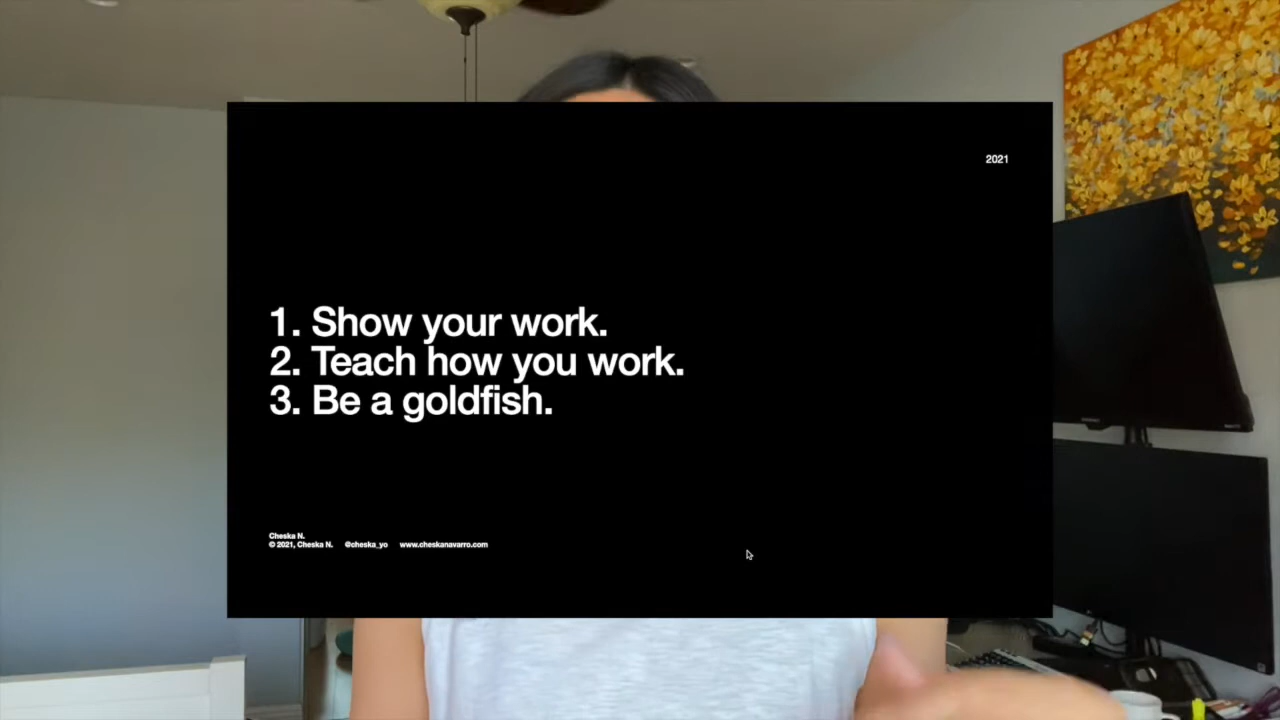 2021
1. Show your work.
2. Teach how you work.
3. Be a goldfish.
Cheska N.
© 2021, Cheska N. @cheska_yo www.cheskanavarro.com